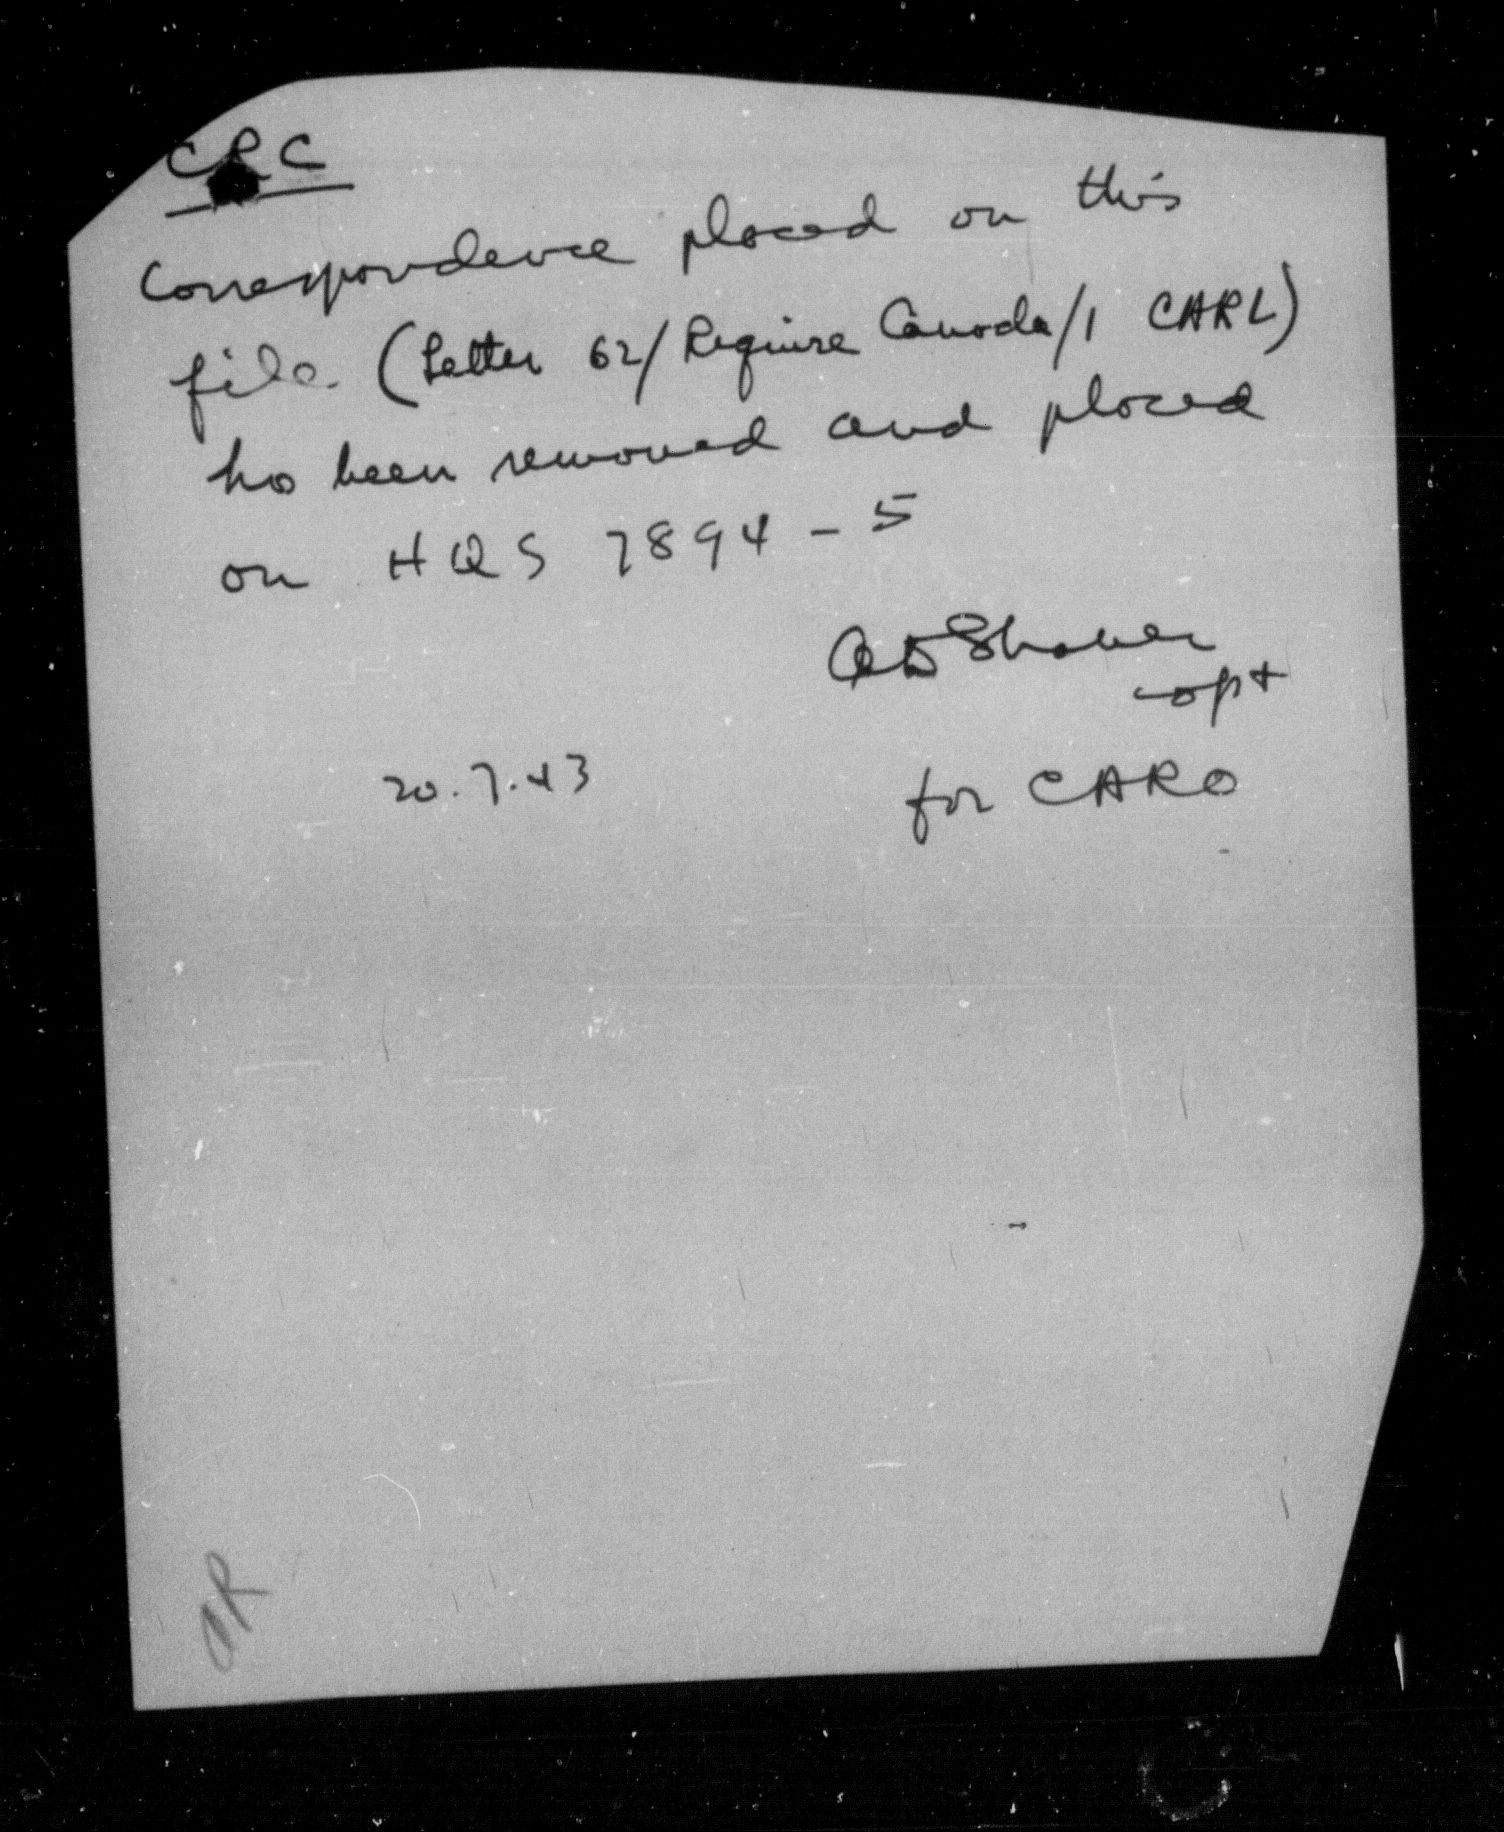 CRC
Correspondence placed on this
file (Letter 62/Require Canada/1 CARL)
has been removed and placed
on HQS 7894-5
Capt
20.7.43
for CARO